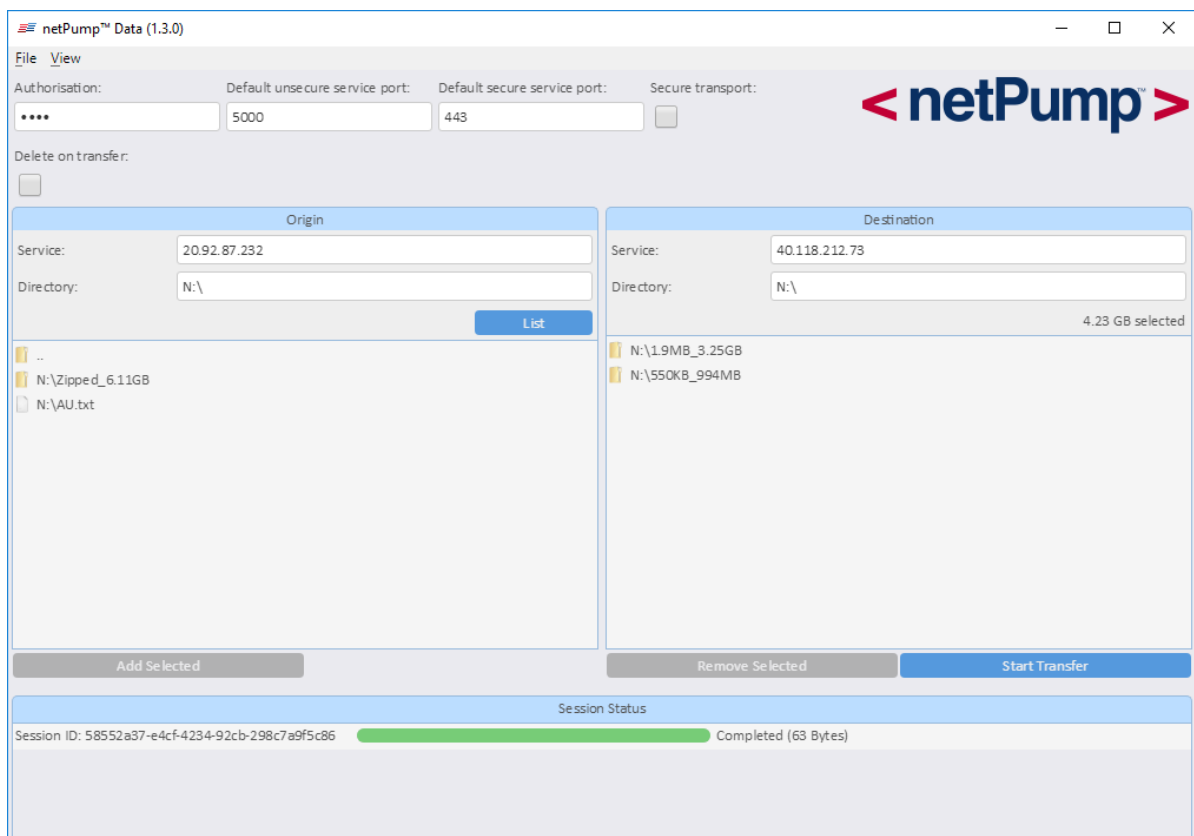 netPump™ Data (1.3.0)
File View
Authorisation: Default unsecure service port: Default secure service port: Secure transport:
•••• 5000 443
<netPump™>
Delete on transfer:
Origin
Service: 20.92.87.232
Directory: N:\
List
..
N:\Zipped_6.11GB
N:\AU.txt
Add Selected
Destination
Service: 40.118.212.73
Directory: N:\
4.23 GB selected
N:\1.9MB_3.25GB
N:\550KB_994MB
Remove Selected Start Transfer
Session Status
Session ID: 58552a37-e4cf-4234-92cb-298c7a9f5c86 Completed (63 Bytes)